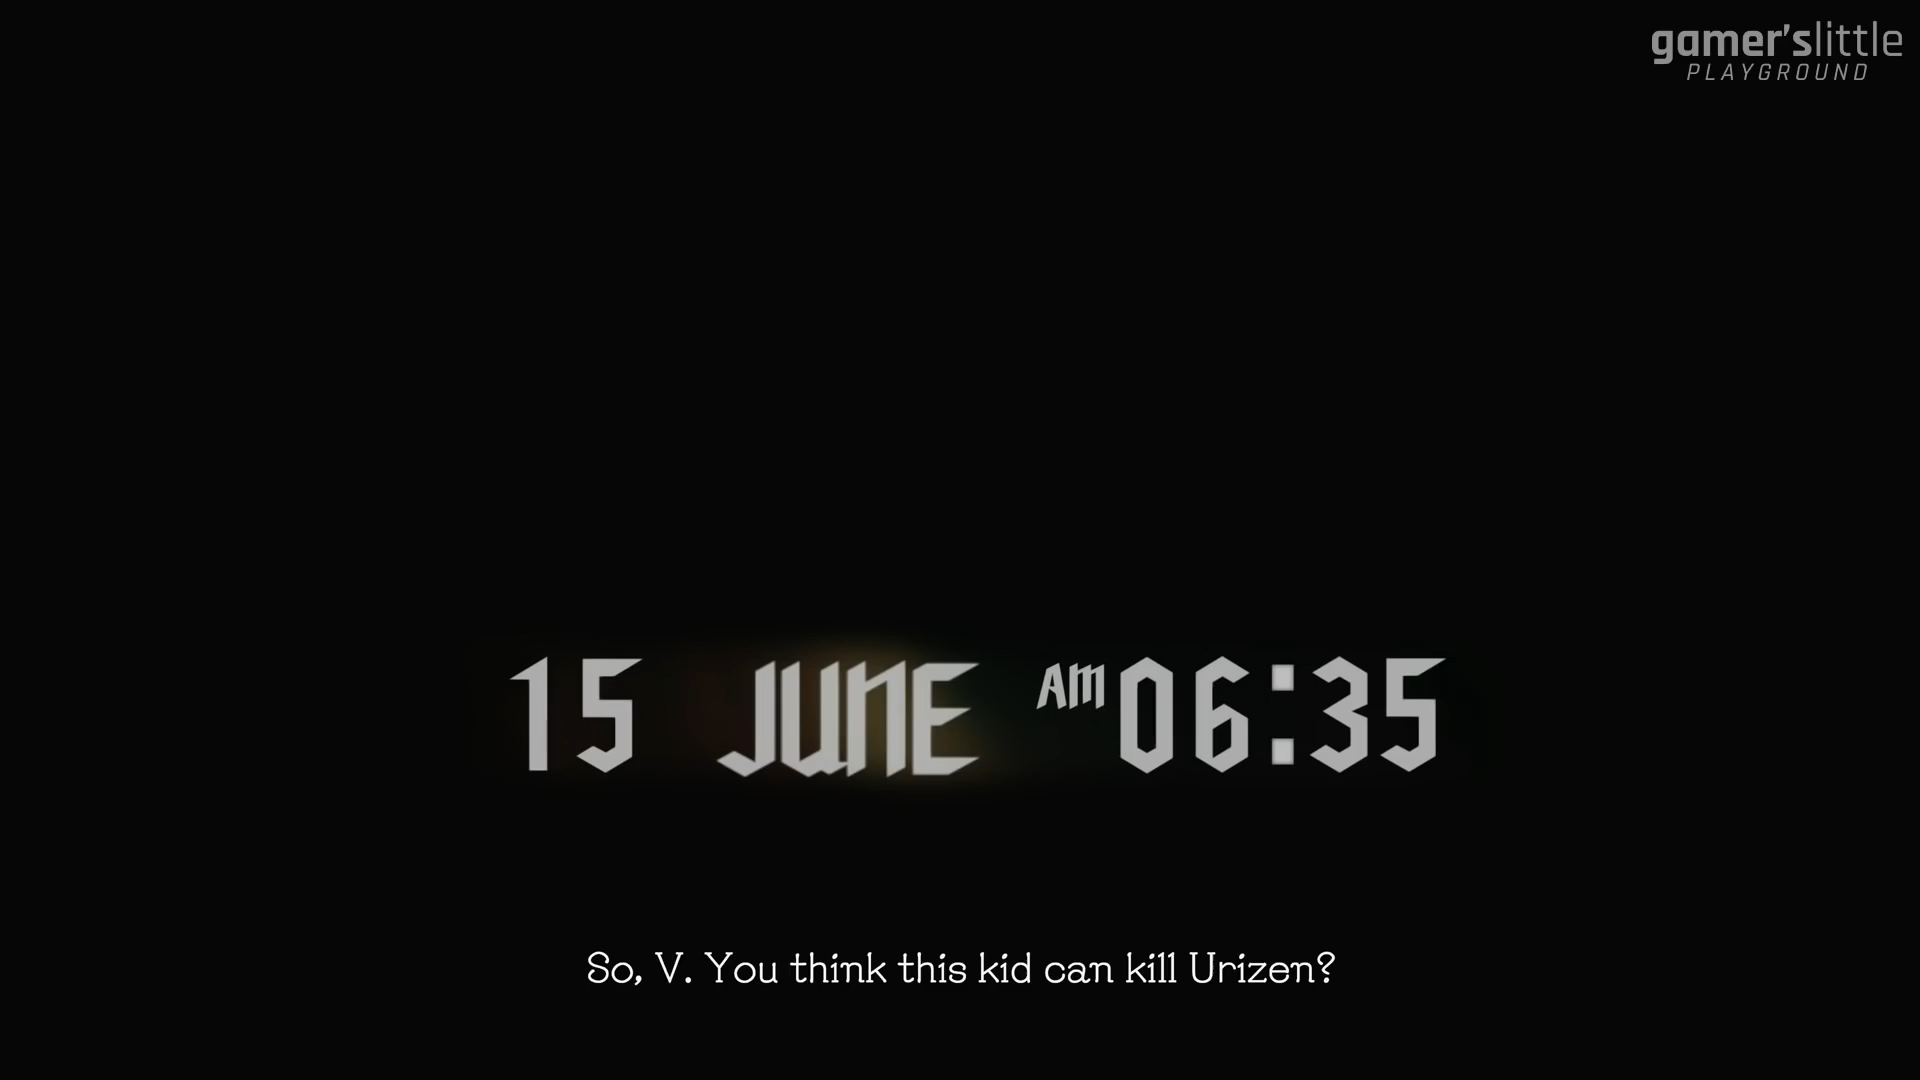 gamer'slittle
PLAYGROUND
15 JUNE AM 06:35
So, V. You think this kid can kill Urizen?